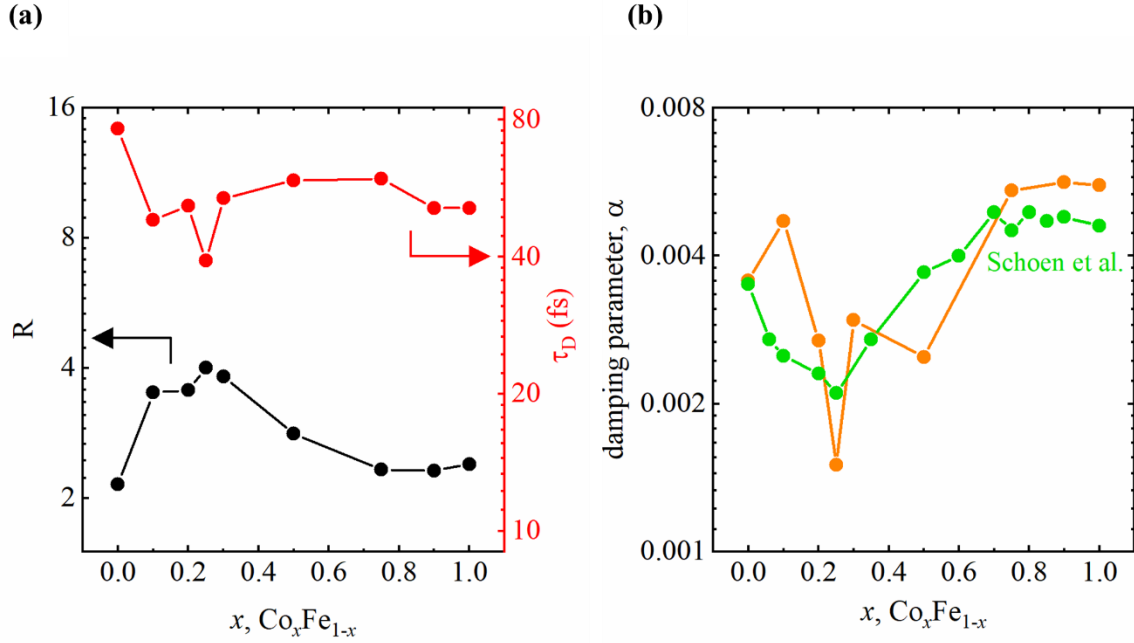 (a)
(b)
16
8
4
2
R
80
40
20
10
τD (fs)
0.0 0.2 0.4 0.6 0.8 1.0
x, CoxFe1-x
0.008
0.004
0.002
0.001
damping parameter, α
Schoen et al.
0.0 0.2 0.4 0.6 0.8 1.0
x, CoxFe1-x